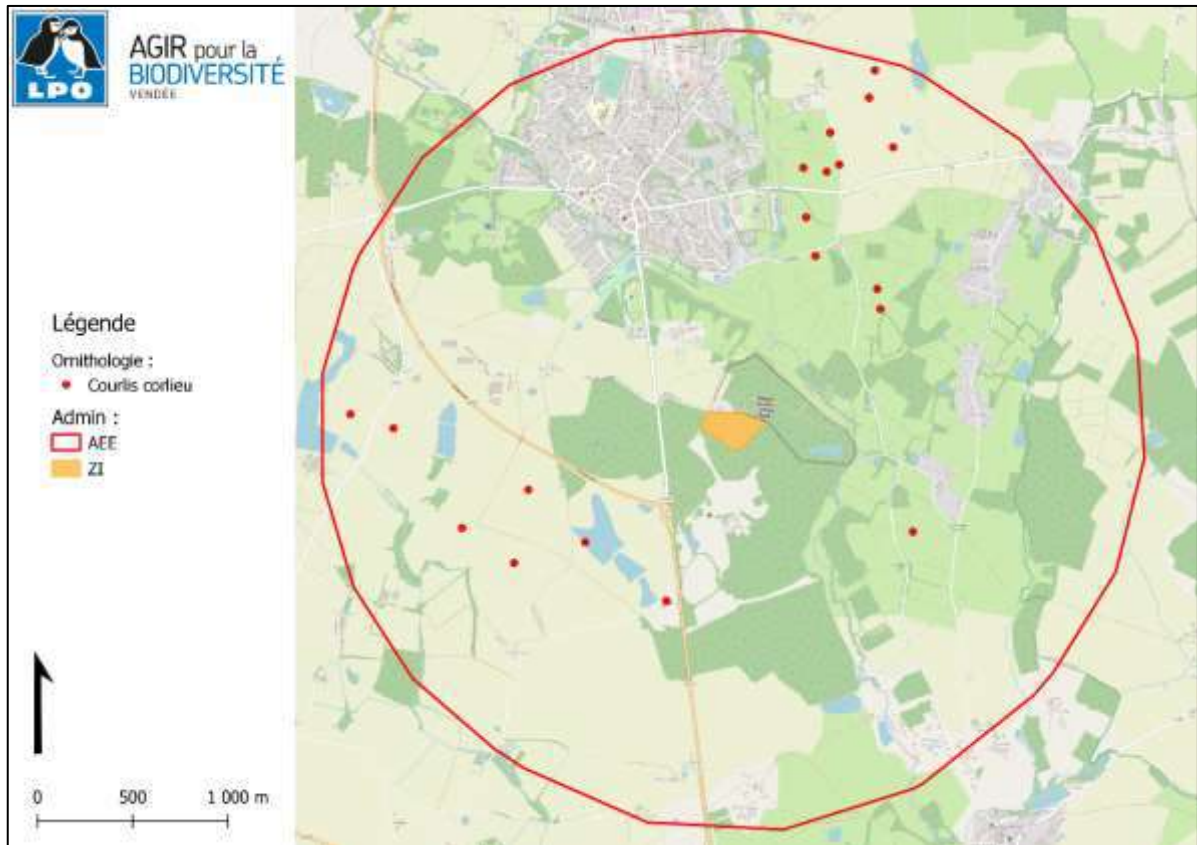 LPO
AGIR pour la
BIODIVERSITÉ
VENDÉE
Légende
Ornithologie :
Courlis corlieu
Admin :
AEE
ZI
0 500 1 000 m